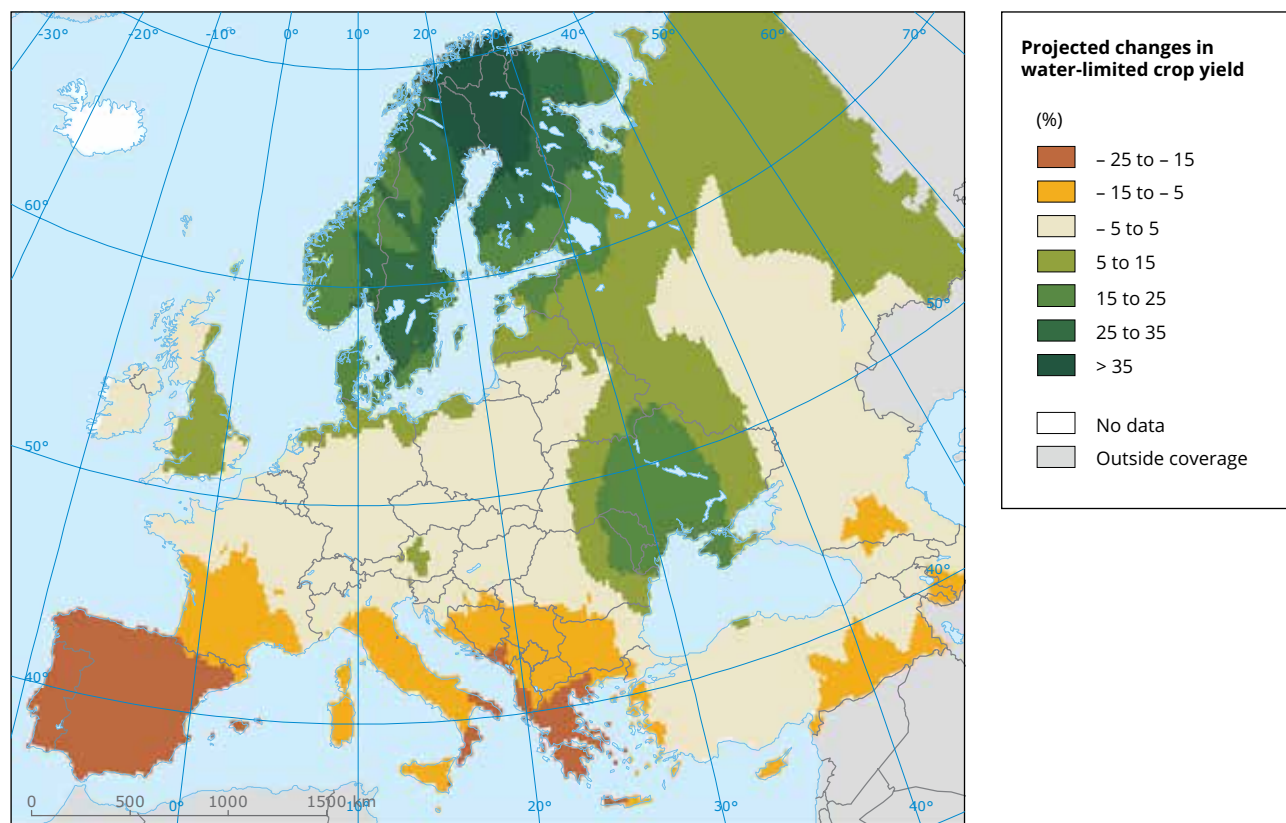 -30° -20° -10° 0° 10° 20° 30° 40° 50° 60° 70°
60°
50°
50°
40°
40°
0 500 1000 1500 km
0° 10° 20° 30° 40°
Projected changes in
water-limited crop yield
(%)
– 25 to – 15
– 15 to – 5
– 5 to 5
5 to 15
15 to 25
25 to 35
> 35
No data
Outside coverage